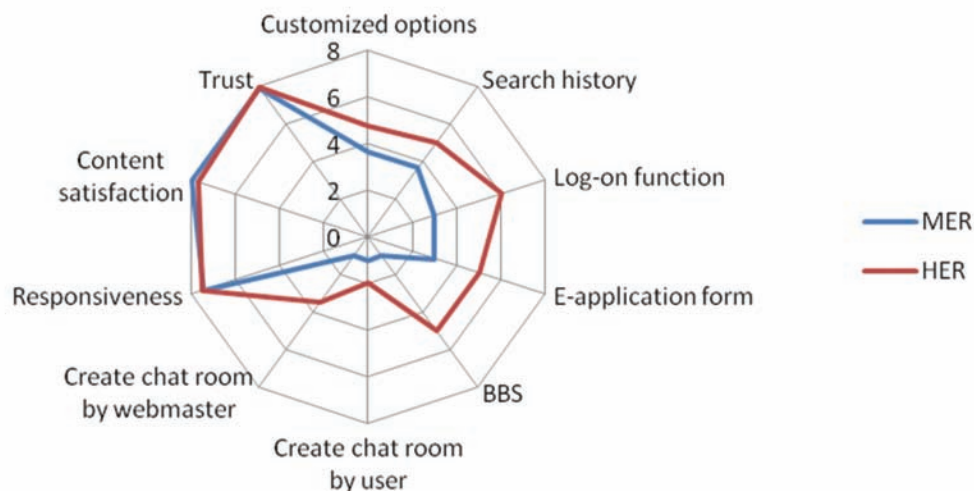 Customized options
8
Trust
Search history
6
4
Content
satisfaction
Log-on function
2
MER
0
HER
Responsiveness
E-application form
Create chat room
by webmaster
BBS
Create chat room
by user